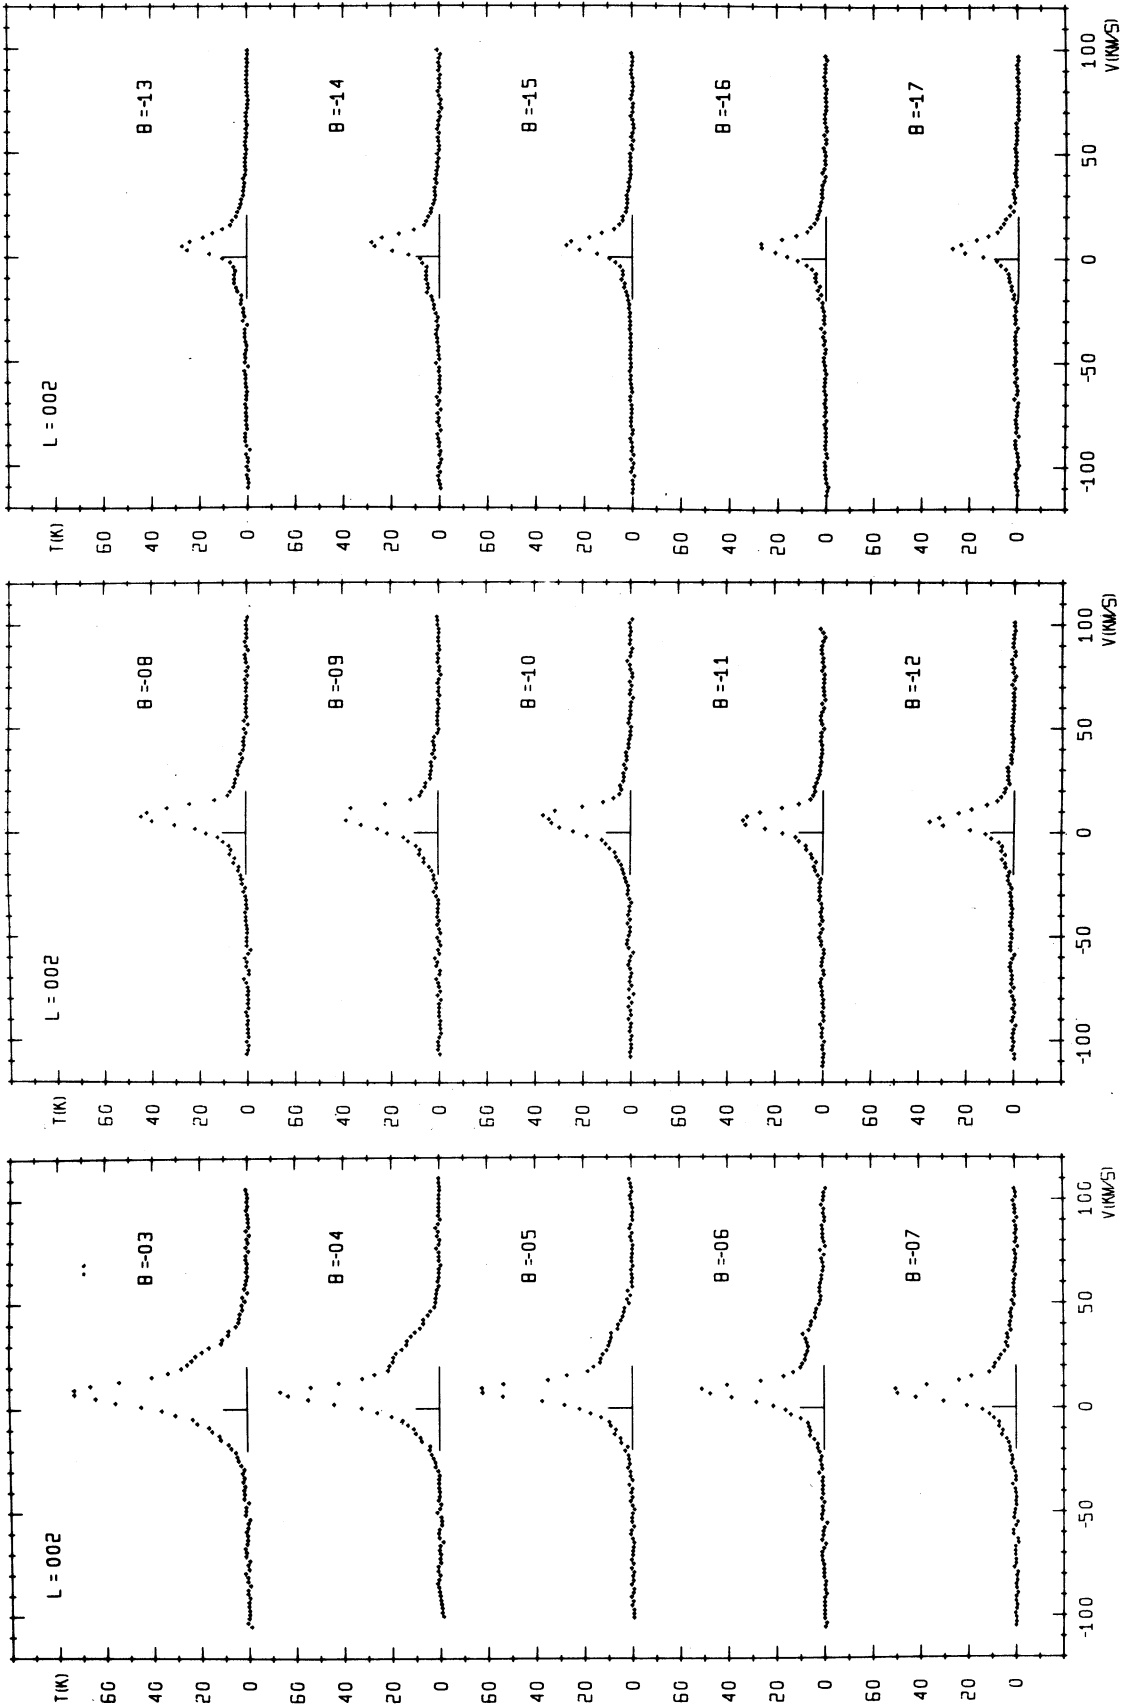 T(K)
L = 002
60
40
20
0
B =-03
60
40
20
0
B =-04
60
40
20
0
B =-05
60
40
20
0
B =-06
60
40
20
0
B =-07
-100 -50 0 50 100
V(KM/S)
T(K)
L = 002
60
40
20
0
B =-08
60
40
20
0
B =-09
60
40
20
0
B =-10
60
40
20
0
B =-11
60
40
20
0
B =-12
-100 -50 0 50 100
V(KM/S)
T(K)
L = 002
60
40
20
0
B =-13
60
40
20
0
B =-14
60
40
20
0
B =-15
60
40
20
0
B =-16
60
40
20
0
B =-17
-100 -50 0 50 100
V(KM/S)